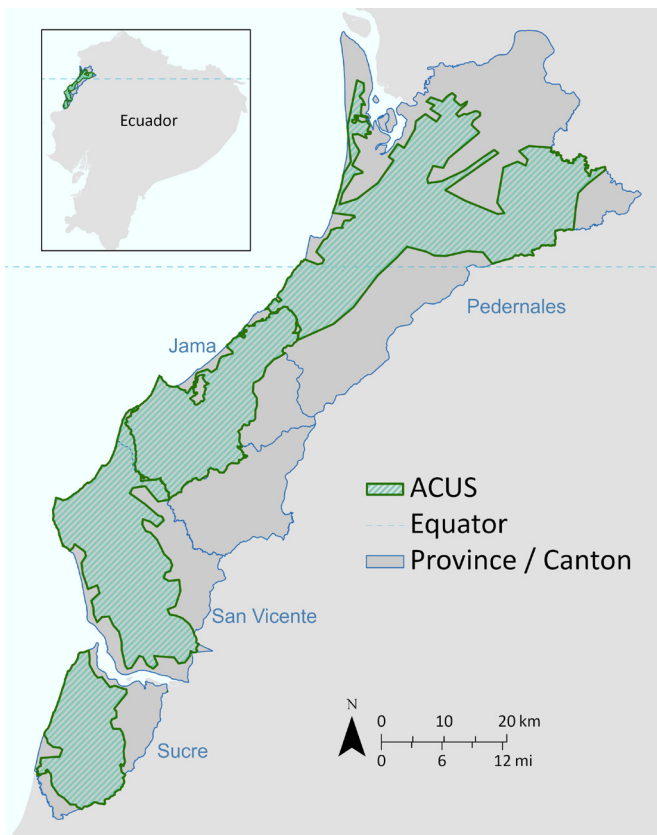 Ecuador
Pedernales
Jama
ACUS
Equator
Province / Canton
San Vicente
Sucre
N
0 10 20 km
0 6 12 mi